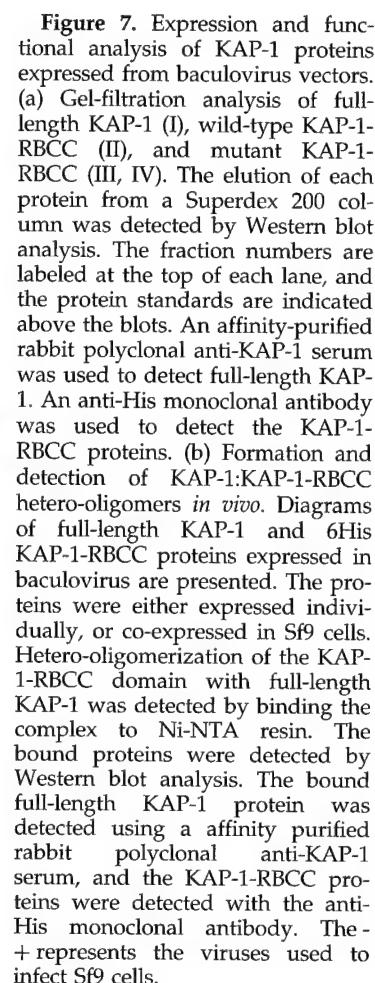 Figure 7. Expression and func-
tional analysis of KAP-1 proteins
expressed from baculovirus vectors.
(a) Gel-filtration analysis of full-
length KAP-1 (I), wild-type KAP-1-
RBCC (II), and mutant KAP-1-
RBCC (III, IV). The elution of each
protein from a Superdex 200 col-
umn was detected by Western blot
analysis. The fraction numbers are
labeled at the top of each lane, and
the protein standards are indicated
above the blots. An affinity-purified
rabbit polyclonal anti-KAP-1 serum
was used to detect full-length KAP-
1. An anti-His monoclonal antibody
was used to detect the KAP-1-
RBCC proteins. (b) Formation and
detection of KAP-1:KAP-1-RBCC
hetero-oligomers in vivo. Diagrams
of full-length KAP-1 and 6His
KAP-1-RBCC proteins expressed in
baculovirus are presented. The pro-
teins were either expressed indivi-
dually, or co-expressed in Sf9 cells.
Hetero-oligomerization of the KAP-
1-RBCC domain with full-length
KAP-1 was detected by binding the
complex to Ni-NTA resin. The
bound proteins were detected by
Western blot analysis. The bound
full-length KAP-1 protein was
detected using a affinity purified
rabbit polyclonal anti-KAP-1
serum, and the KAP-1-RBCC pro-
teins were detected with the anti-
His monoclonal antibody. The -
+ represents the viruses used to
infect Sf9 cells.